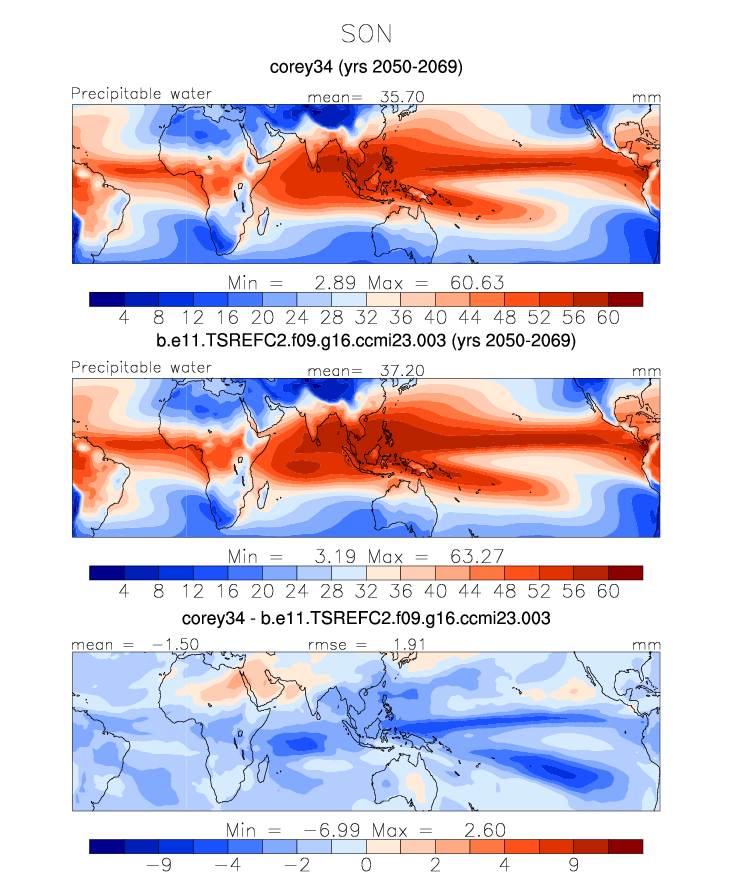 SON
corey34 (yrs 2050-2069)
Precipitable water mean= 35.70 mm
Min = 2.89 Max = 60.63
4 8 12 16 20 24 28 32 36 40 44 48 52 56 60
b.e11.TSREFC2.f09.g16.ccmi23.003 (yrs 2050-2069)
Precipitable water mean= 37.20 mm
Min = 3.19 Max = 63.27
4 8 12 16 20 24 28 32 36 40 44 48 52 56 60
corey34 - b.e11.TSREFC2.f09.g16.ccmi23.003
mean = -1.50 rmse = 1.91 mm
Min = -6.99 Max = 2.60
-9 -4 -2 0 2 4 9